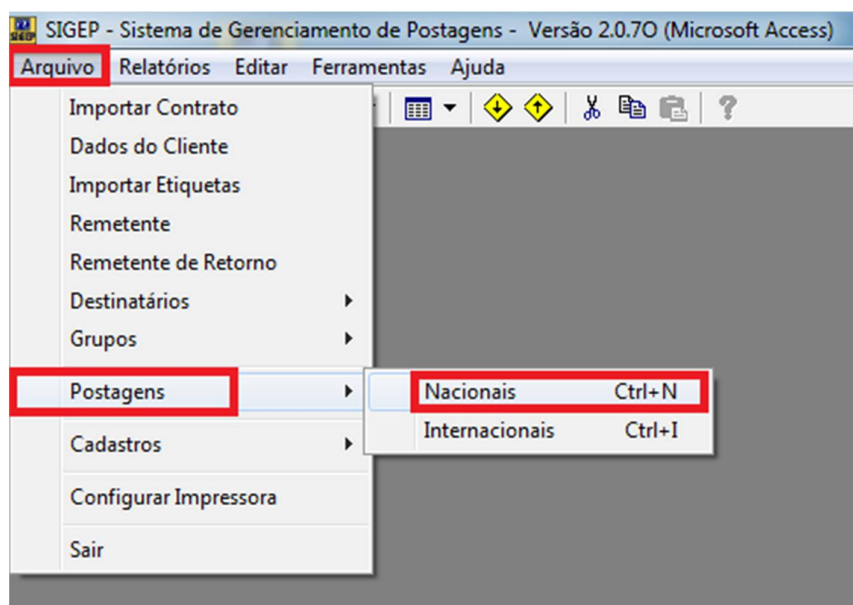 SIGEP - Sistema de Gerenciamento de Postagens - Versão 2.0.7O (Microsoft Access)
Arquivo Relatórios Editar Ferramentas Ajuda
Importar Contrato
Dados do Cliente
Importar Etiquetas
Remetente
Remetente de Retorno
Destinatários
Grupos
Postagens
Nacionais Ctrl+N
Internacionais Ctrl+I
Cadastros
Configurar Impressora
Sair